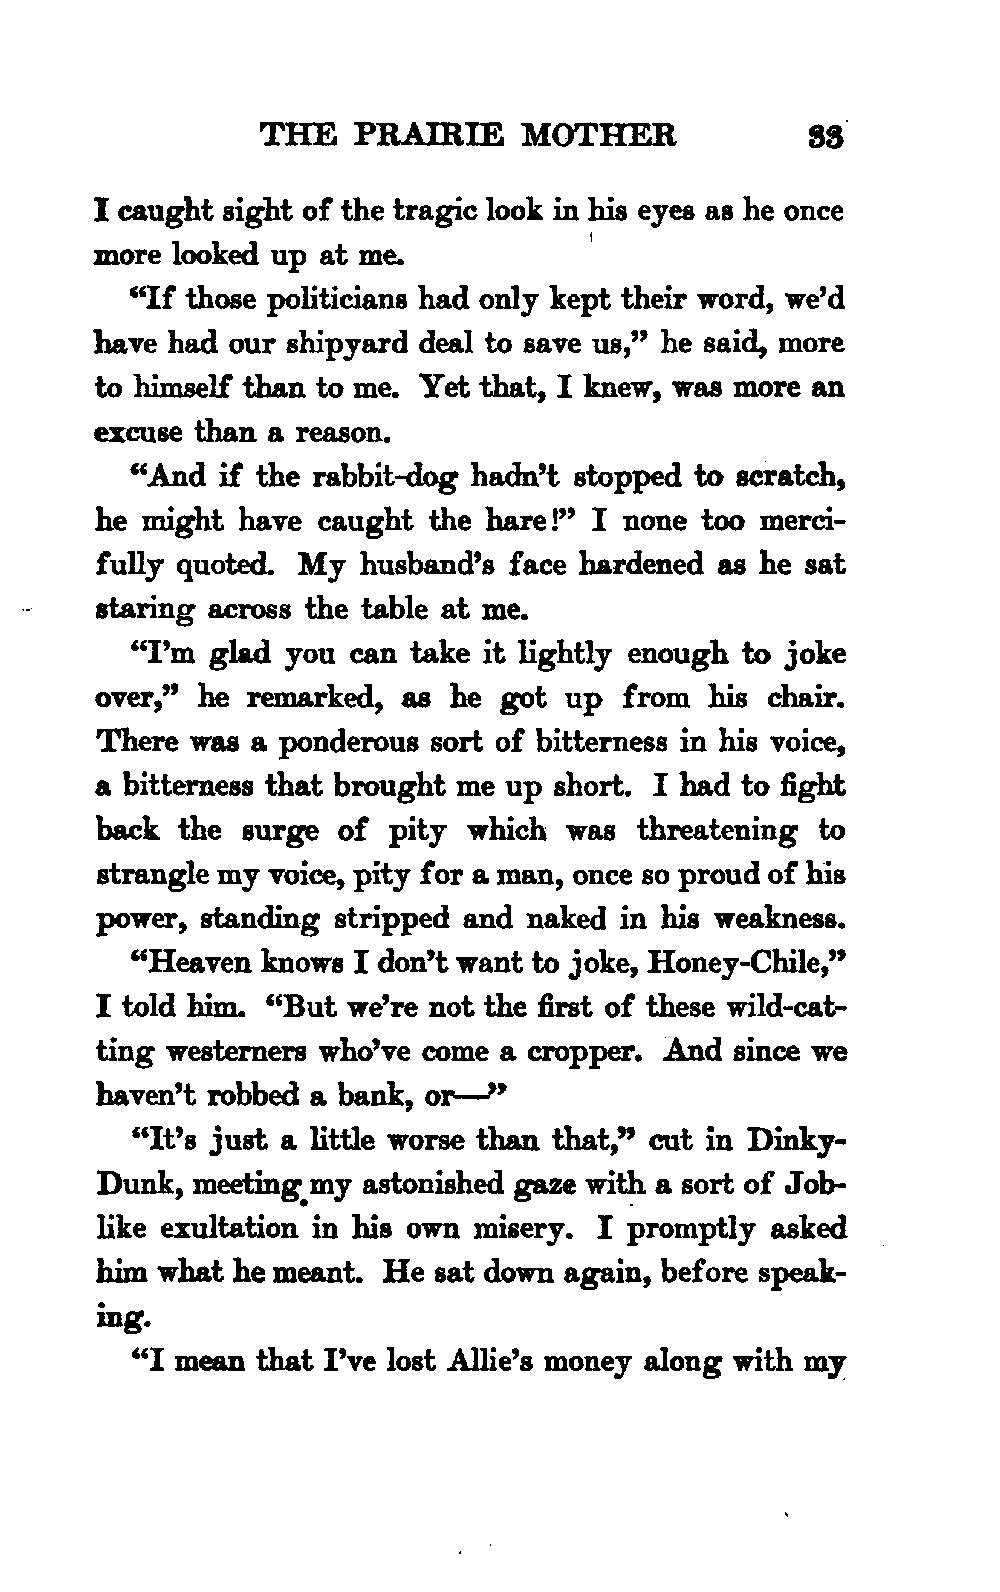 THE PRAIRIE MOTHER 33
I caught sight of the tragic look in his eyes as he once
more looked up at me.
“If those politicians had only kept their word, we’d
have had our shipyard deal to save us,” he said, more
to himself than to me. Yet that, I knew, was more an
excuse than a reason.
“And if the rabbit-dog hadn’t stopped to scratch,
he might have caught the hare!” I none too merci-
fully quoted. My husband’s face hardened as he sat
staring across the table at me.
“I’m glad you can take it lightly enough to joke
over,” he remarked, as he got up from his chair.
There was a ponderous sort of bitterness in his voice,
a bitterness that brought me up short. I had to fight
back the surge of pity which was threatening to
strangle my voice, pity for a man, once so proud of his
power, standing stripped and naked in his weakness.
“Heaven knows I don’t want to joke, Honey-Chile,”
I told him. “But we’re not the first of these wild-cat-
ting westerners who’ve come a cropper. And since we
haven’t robbed a bank, or—”
“It’s just a little worse than that,” cut in Dinky-
Dunk, meeting my astonished gaze with a sort of Job-
like exultation in his own misery. I promptly asked
him what he meant. He sat down again, before speak-
ing.
“I mean that I’ve lost Allie’s money along with my